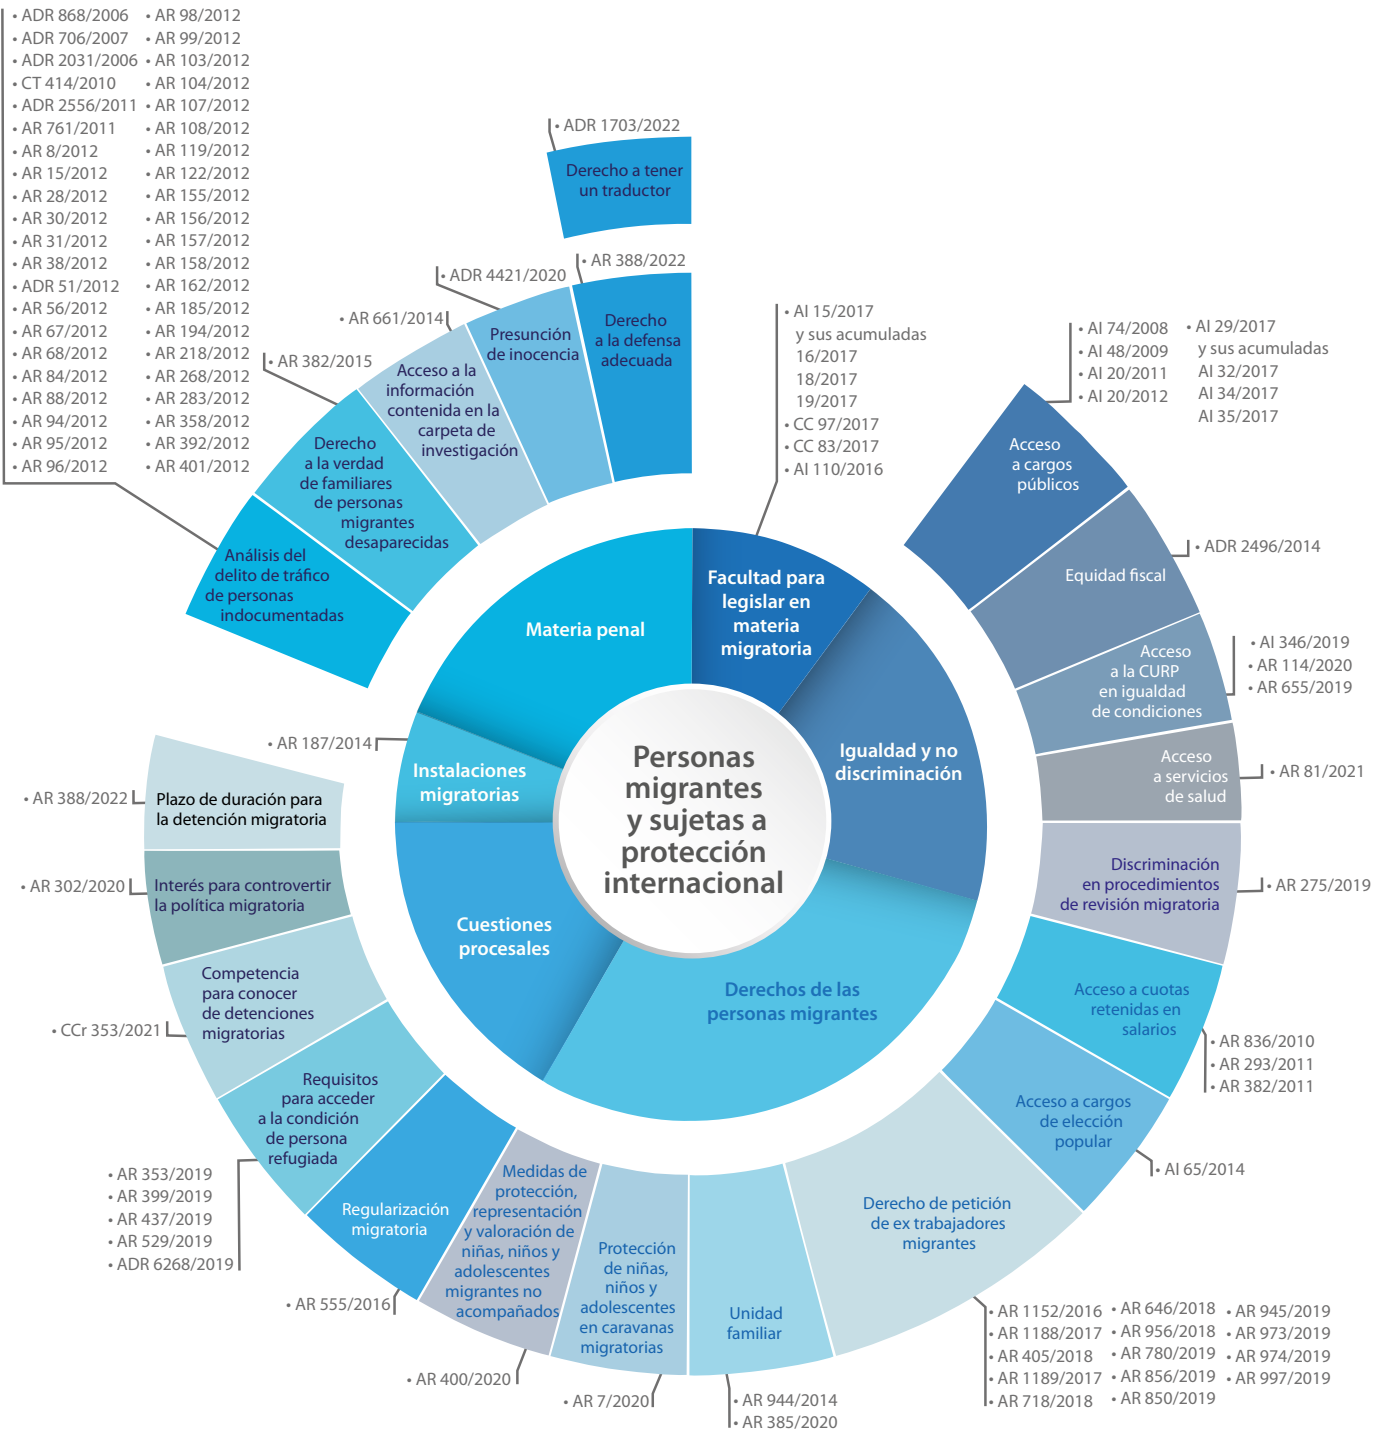 • ADR 868/2006
• ADR 706/2007
• ADR 2031/2006
• CT 414/2010
• ADR 2556/2011
• AR 761/2011
• AR 8/2012
• AR 15/2012
• AR 28/2012
• AR 30/2012
• AR 31/2012
• AR 38/2012
• ADR 51/2012
• AR 56/2012
• AR 67/2012
• AR 68/2012
• AR 84/2012
• AR 88/2012
• AR 94/2012
• AR 95/2012
• AR 96/2012
• AR 98/2012
• AR 99/2012
• AR 103/2012
• AR 104/2012
• AR 107/2012
• AR 108/2012
• AR 119/2012
• AR 122/2012
• AR 155/2012
• AR 156/2012
• AR 157/2012
• AR 158/2012
• AR 162/2012
• AR 185/2012
• AR 194/2012
• AR 218/2012
• AR 268/2012
• AR 283/2012
• AR 358/2012
• AR 392/2012
• AR 401/2012
Análisis del
delito de tráfico
de personas
indocumentadas
• AR 382/2015
Derecho
a la verdad
de familiares
de personas
migrantes
desaparecidas
• AR 661/2014
Acceso a la
información
contenida en la
carpeta de
investigación
• ADR 4421/2020
Presunción
de inocencia
• AR 388/2022
Derecho
a la defensa
adecuada
• ADR 1703/2022
Derecho a tener
un traductor
Materia penal
• AI 15/2017
y sus acumuladas
16/2017
18/2017
19/2017
• CC 97/2017
• CC 83/2017
• AI 110/2016
Facultad para
legislar en
materia
migratoria
• AI 74/2008
• AI 48/2009
• AI 20/2011
• AI 20/2012
• AI 29/2017
y sus acumuladas
AI 32/2017
AI 34/2017
AI 35/2017
Acceso
a cargos
públicos
• ADR 2496/2014
Equidad fiscal
• AI 346/2019
• AR 114/2020
• AR 655/2019
Acceso
a la CURP
en igualdad
de condiciones
• AR 81/2021
Acceso
a servicios
de salud
• AR 275/2019
Discriminación
en procedimientos
de revisión migratoria
Igualdad y no
discriminación
Personas
migrantes
y sujetas a
protección
internacional
Derechos de las
personas migrantes
Acceso a cuotas
retenidas en
salarios
• AR 836/2010
• AR 293/2011
• AR 382/2011
Acceso a cargos
de elección
popular
• AI 65/2014
Derecho de petición
de ex trabajadores
migrantes
• AR 1152/2016
• AR 1188/2017
• AR 405/2018
• AR 1189/2017
• AR 718/2018
• AR 646/2018
• AR 956/2018
• AR 780/2019
• AR 856/2019
• AR 850/2019
• AR 945/2019
• AR 973/2019
• AR 974/2019
• AR 997/2019
Unidad
familiar
• AR 944/2014
• AR 385/2020
Protección
de niñas,
niños y
adolescentes
en caravanas
migratorias
• AR 7/2020
Medidas de
protección,
representación
y valoración de
niñas, niños y
adolescentes
migrantes no
acompañados
• AR 400/2020
Regularización
migratoria
• AR 555/2016
Requisitos
para acceder
a la condición
de persona
refugiada
• AR 353/2019
• AR 399/2019
• AR 437/2019
• AR 529/2019
• ADR 6268/2019
Competencia
para conocer
de detenciones
migratorias
• CCr 353/2021
Interés para controvertir
la política migratoria
• AR 302/2020
Plazo de duración para
la detención migratoria
• AR 388/2022
Cuestiones
procesales
Instalaciones
migratorias
• AR 187/2014